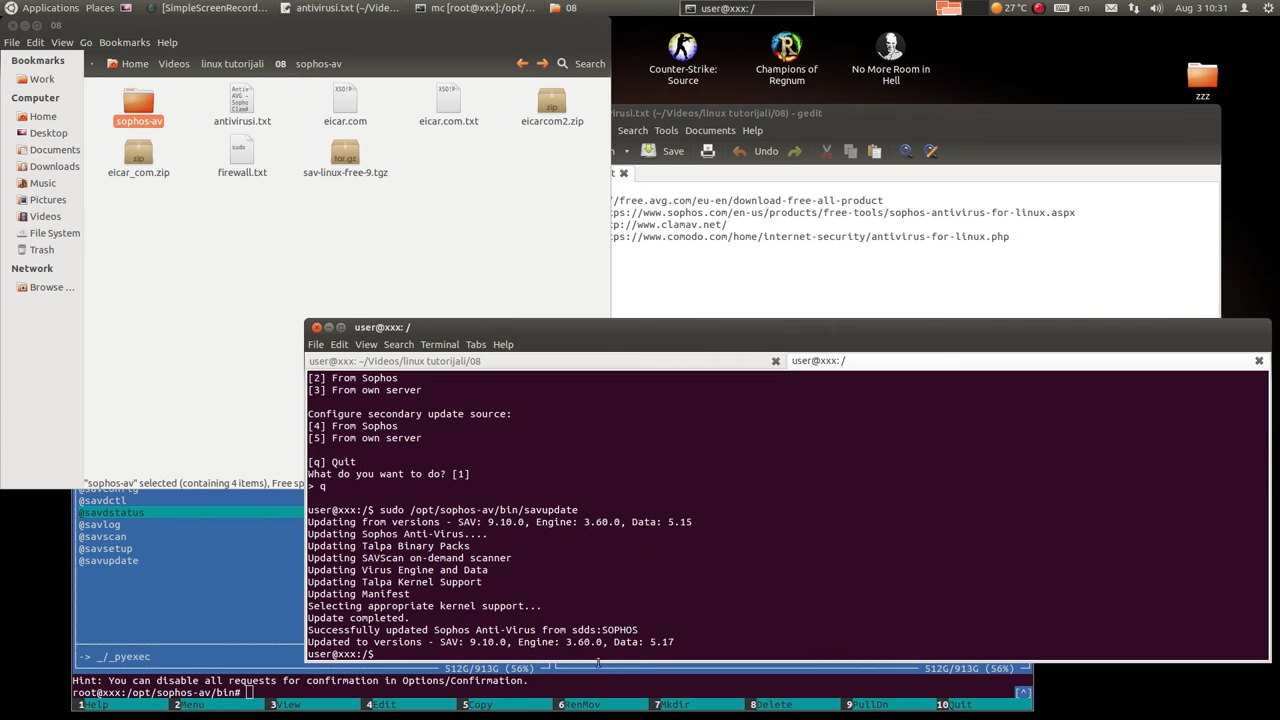 Applications Places [SimpleScreenRecord... antivirusi.txt (~/Vide... mc [root@xxx]:/opt/... 08 user@xxx: / 27 °C en Aug 3 10:31
08
File Edit View Go Bookmarks Help
Bookmarks
Work
Computer
Home
Desktop
Documents
Downloads
Music
Pictures
Videos
File System
Trash
Network
Browse ...
Home Videos linux tutorijali 08 sophos-av Search
sophos-av antivirusi.txt eicar.com eicar.com.txt eicarcom2.zip
eicar_com.zip firewall.txt sav-linux-free-9.tgz
"sophos-av" selected (containing 4 items), Free sp
Counter-Strike: Source
Champions of Regnum
No More Room in Hell
zzz
virusi.txt (~/Videos/linux tutorijali/08) - gedit
Search Tools Documents Help
Save Undo
/free.avg.com/eu-en/download-free-all-product
ps://www.sophos.com/en-us/products/free-tools/sophos-antivirus-for-linux.aspx
p://www.clamav.net/
ps://www.comodo.com/home/internet-security/antivirus-for-linux.php
user@xxx: /
File Edit View Search Terminal Tabs Help
user@xxx: ~/Videos/linux tutorijali/08 user@xxx: /
[2] From Sophos
[3] From own server
Configure secondary update source:
[4] From Sophos
[5] From own server
[q] Quit
What do you want to do? [1]
> q
user@xxx:/$ sudo /opt/sophos-av/bin/savupdate
Updating from versions - SAV: 9.10.0, Engine: 3.60.0, Data: 5.15
Updating Sophos Anti-Virus....
Updating Talpa Binary Packs
Updating SAVScan on-demand scanner
Updating Virus Engine and Data
Updating Talpa Kernel Support
Updating Manifest
Selecting appropriate kernel support...
Update completed.
Successfully updated Sophos Anti-Virus from sdds:SOPHOS
Updated to versions - SAV: 9.10.0, Engine: 3.60.0, Data: 5.17
user@xxx:/$
@savconfig
@savdctl
@savdstatus
@savlog
@savscan
@savsetup
@savupdate
-> _/_pyexec
512G/913G (56%) 512G/913G (56%)
Hint: You can disable all requests for confirmation in Options/Confirmation.
root@xxx:/opt/sophos-av/bin# [^]
1Help 2Menu 3View 4Edit 5Copy 6RenMov 7Mkdir 8Delete 9PullDn 10Quit